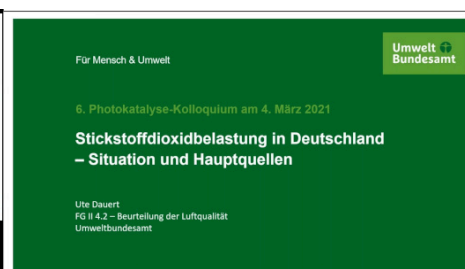 Für Mensch & Umwelt
Umwelt
Bundesamt
6. Photokatalyse-Kolloquium am 4. März 2021
Stickstoffdioxidbelastung in Deutschland
– Situation und Hauptquellen
Ute Dauert
FG II 4.2 – Beurteilung der Luftqualität
Umweltbundesamt